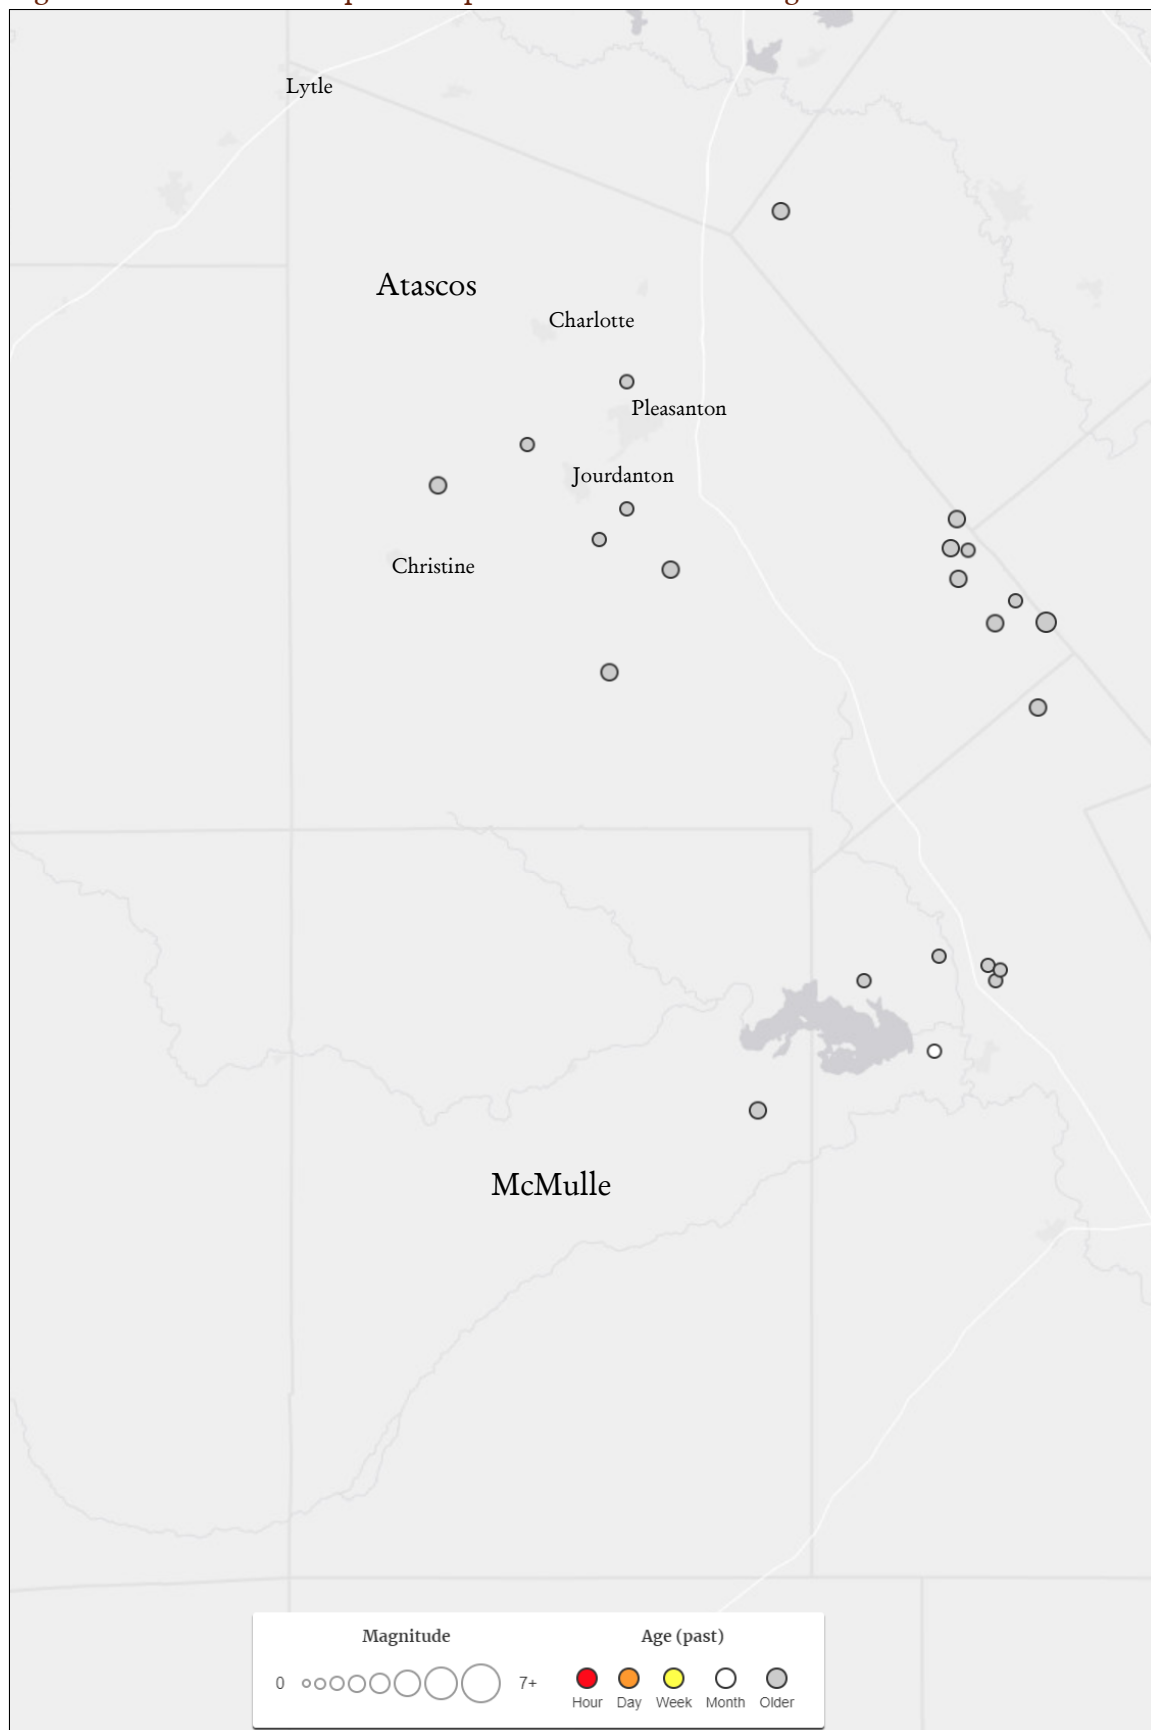 Lytle
Atascos
Charlotte
Pleasanton
Jourdanton
Christine
McMulle
Magnitude
Age (past)
0
7+
Hour
Day
Week
Month
Older